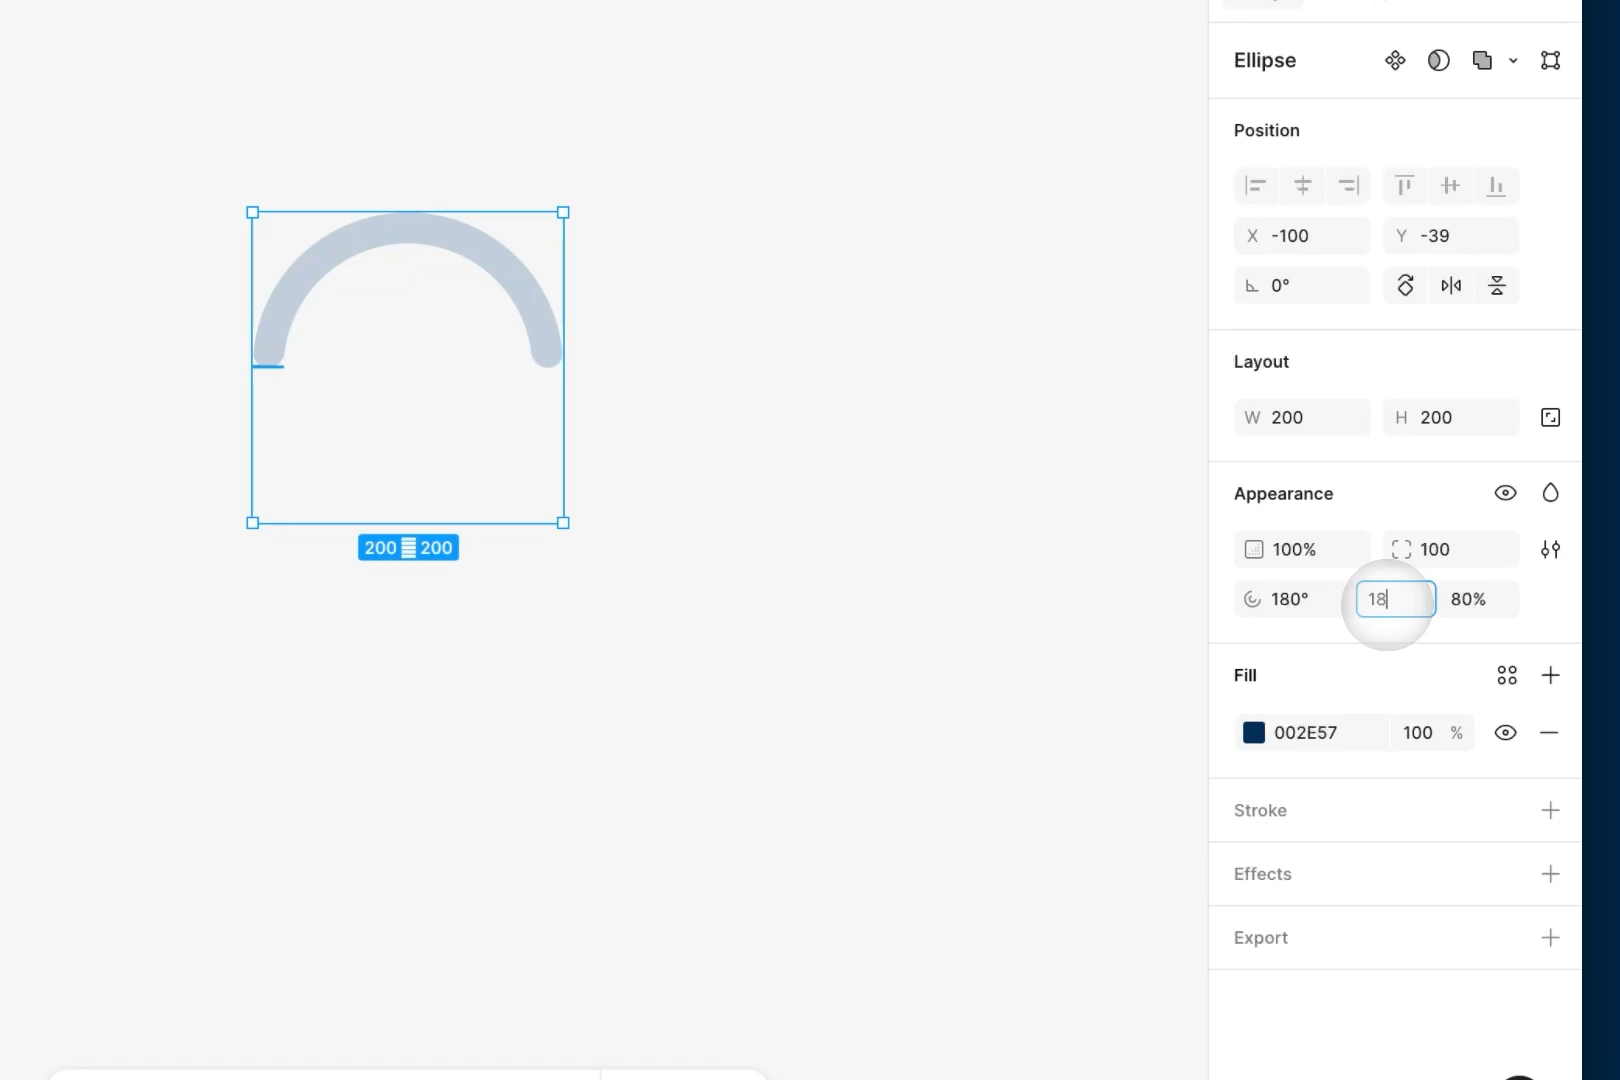 Ellipse
Position
X -100
Y -39
0°
Layout
W 200
H 200
Appearance
100%
100
180°
18
80%
Fill
002E57
100 %
Stroke
Effects
Export
200
200